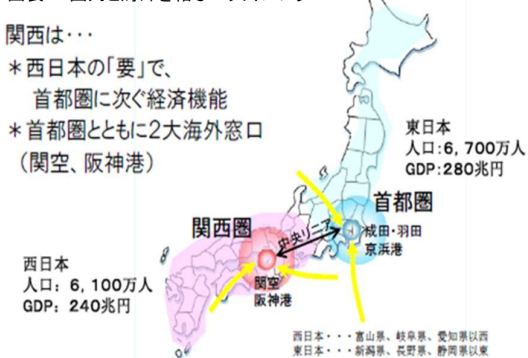 関西は・・・
＊西日本の「要」で、
首都圏に次ぐ経済機能
＊首都圏とともに2大海外窓口
（関空、阪神港）
東日本
人口：6，700万人
GDP：280兆円
首都圏
成田・羽田
京浜港
関西圏
中央リニア
関空
阪神港
西日本
人口： 6，100万人
GDP： 240兆円
西日本・・・富山県、岐阜県、愛知県以西
東日本・・・新潟県、長野県、静岡県以東